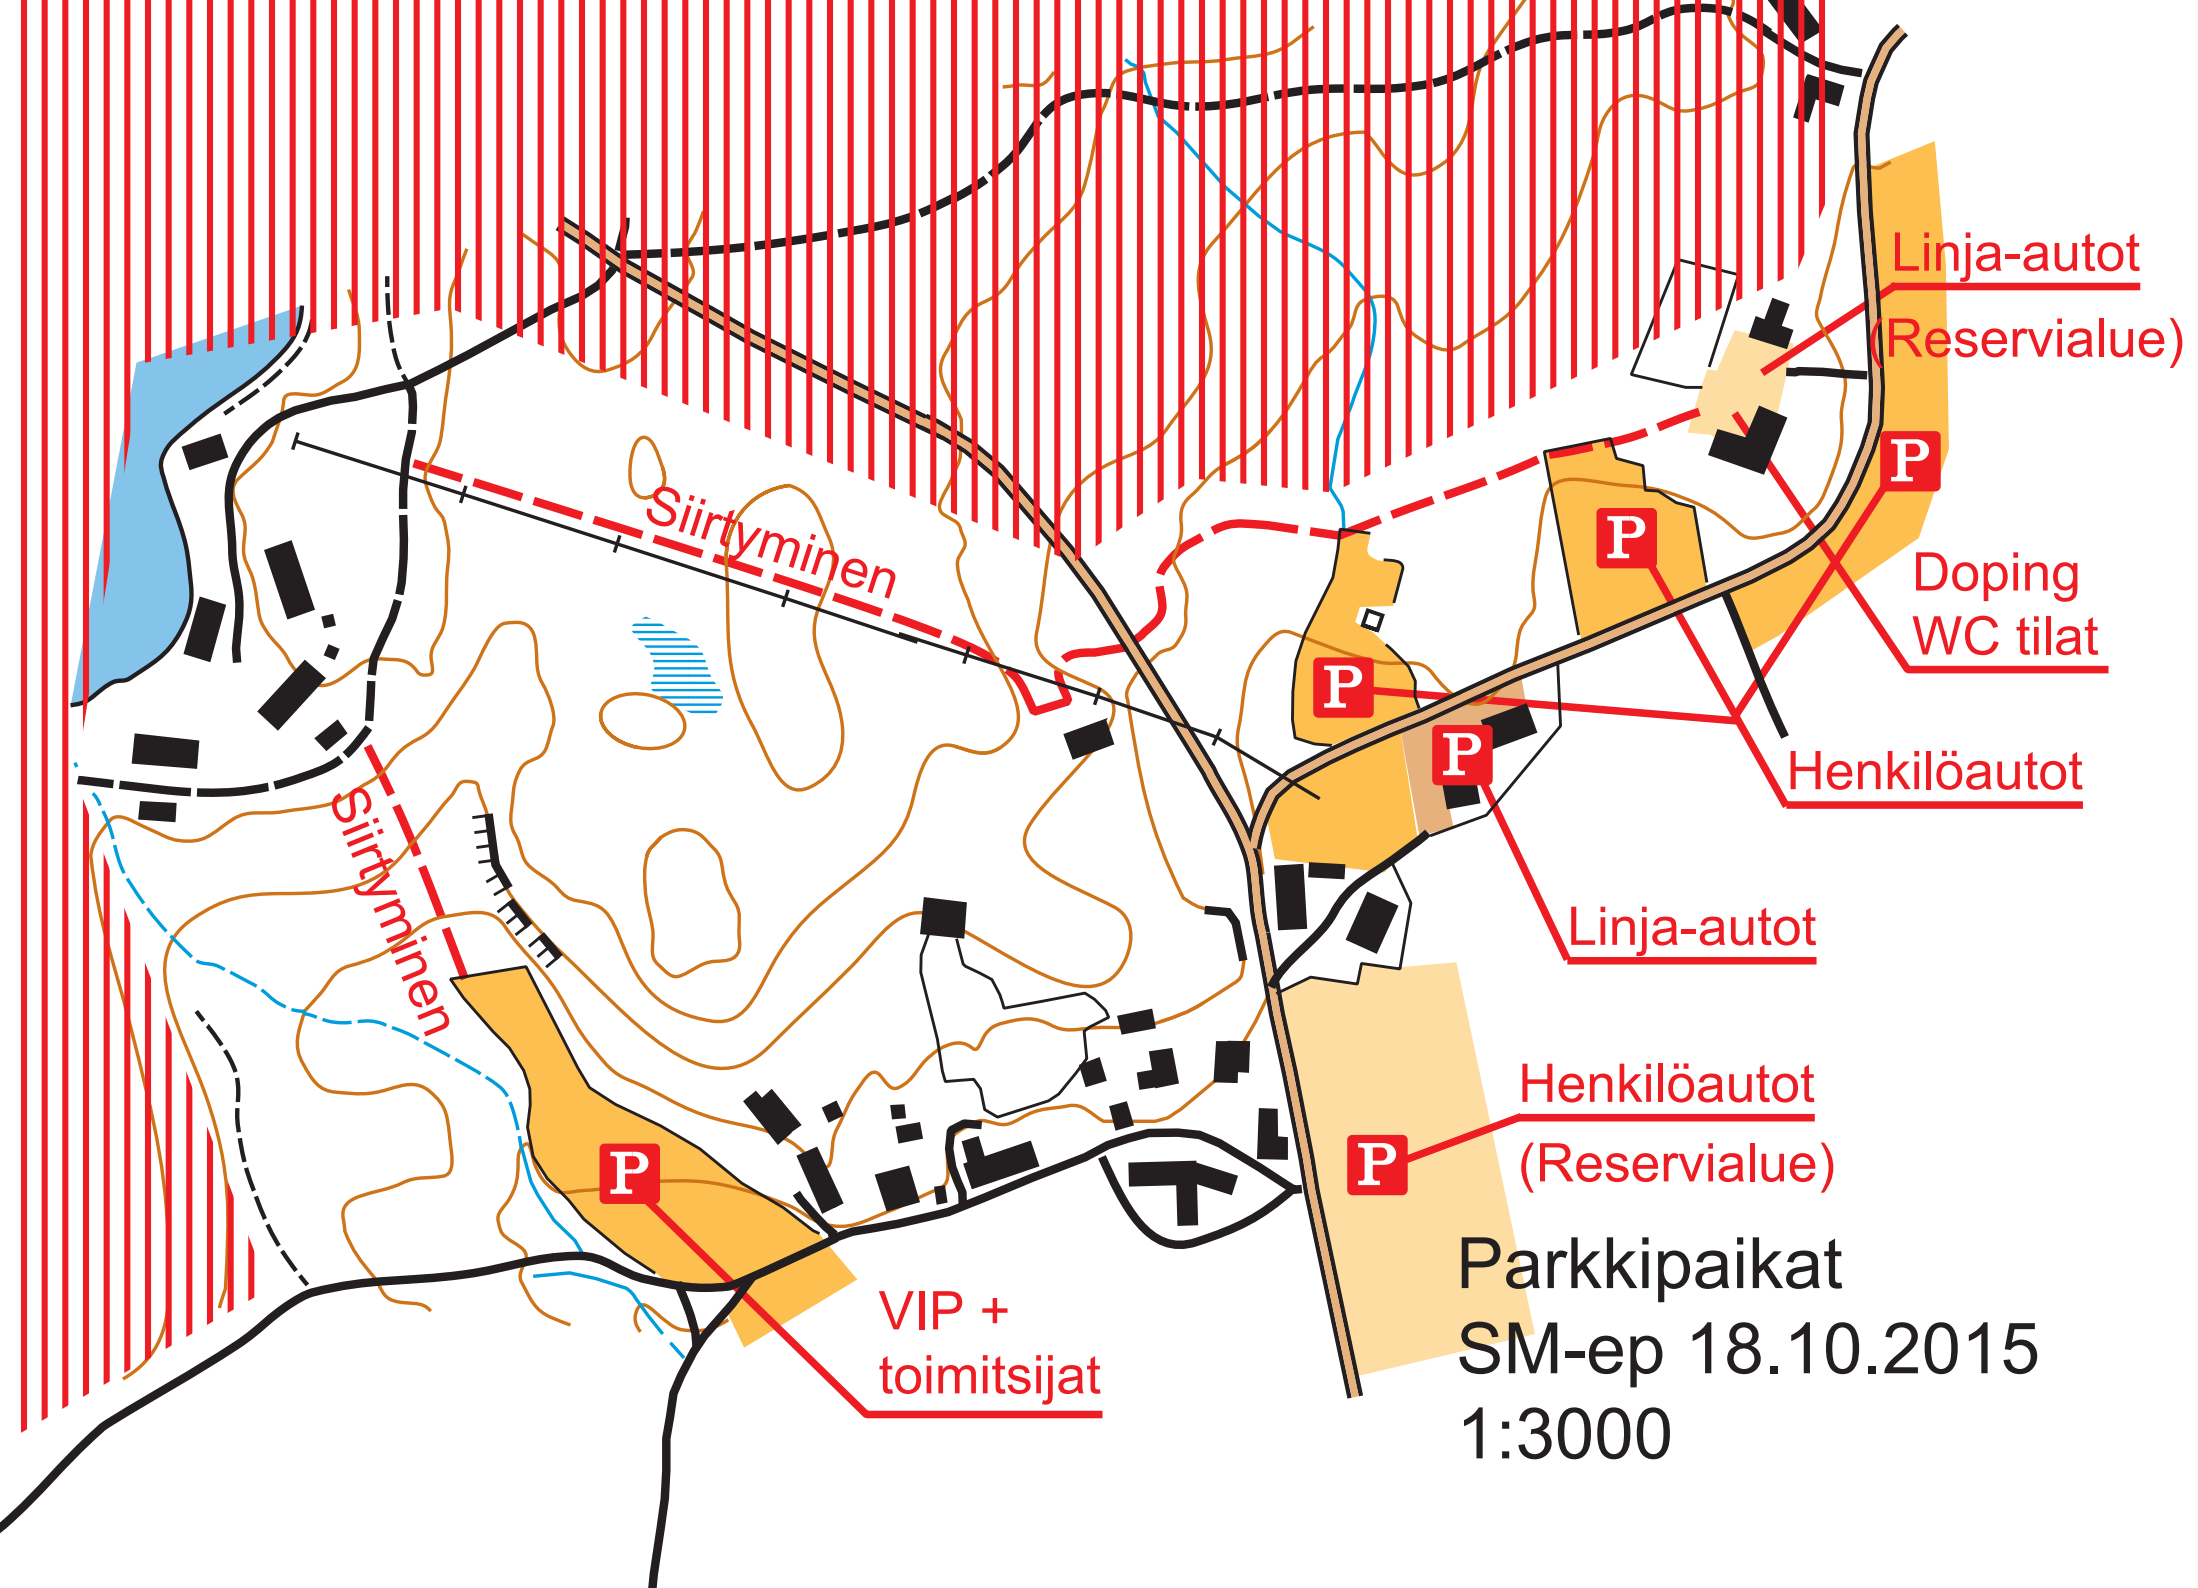 Linja-autot
(Reservialue)
P
Siirtyminen
P
Doping
WC tilat
P
P
Henkilöautot
Siirtyminen
Linja-autot
Henkilöautot
(Reservialue)
P
P
VIP +
toimitsijat
Parkkipaikat
SM-ep 18.10.2015
1:3000